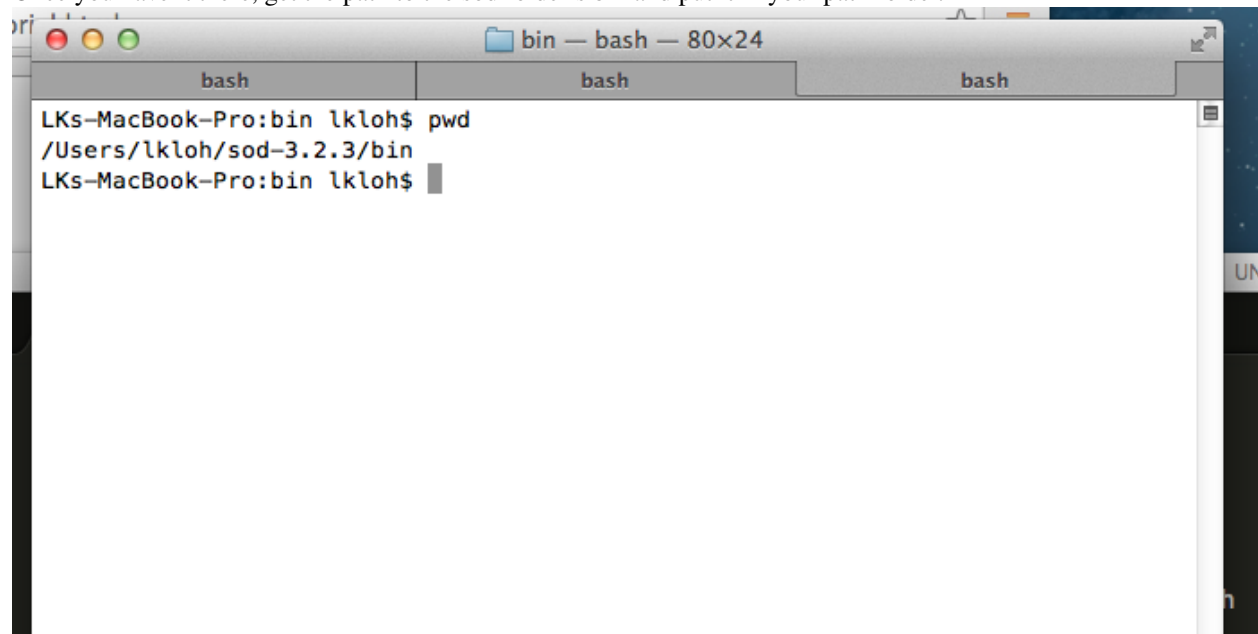 bin — bash — 80×24
bash bash bash
LKs-MacBook-Pro:bin lkloh$ pwd
/Users/lkloh/sod-3.2.3/bin
LKs-MacBook-Pro:bin lkloh$
UN
h